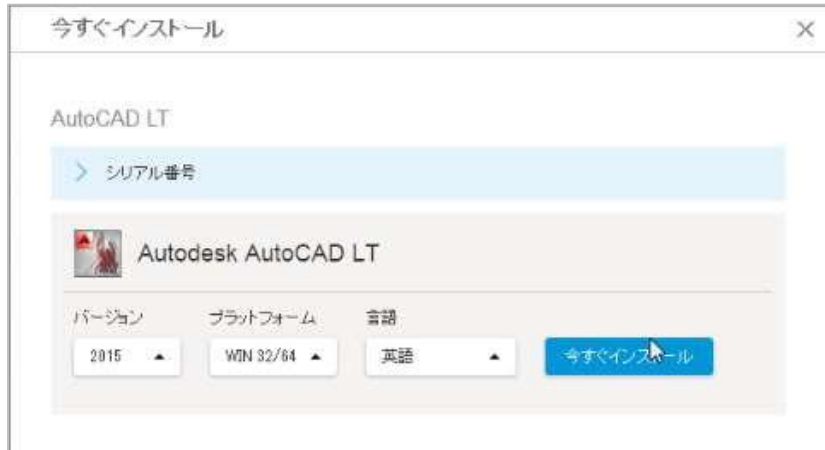 今すぐインストール
AutoCAD LT
シリアル番号
Autodesk AutoCAD LT
バージョン プラットフォーム 言語
2015 WIN 32/64 英語 今すぐインストール